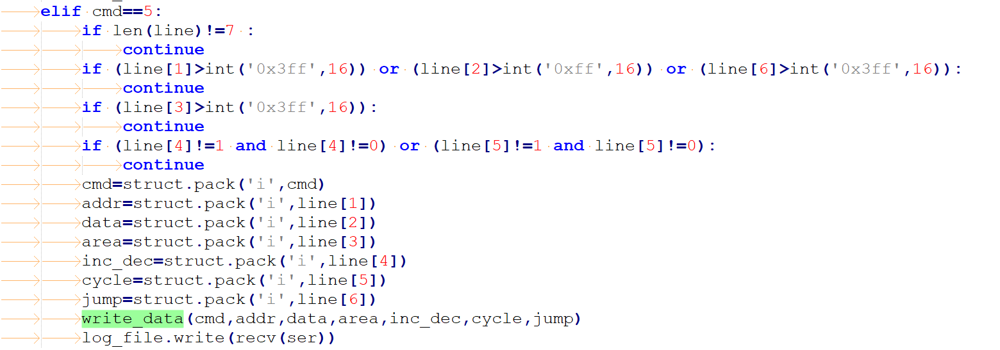 elif cmd==5:
if len(line)!=7 :
continue
if (line[1]>int('0x3ff',16)) or (line[2]>int('0xff',16)) or (line[6]>int('0x3ff',16)):
continue
if (line[3]>int('0x3ff',16)):
continue
if (line[4]!=1 and line[4]!=0) or (line[5]!=1 and line[5]!=0):
continue
cmd=struct.pack('i',cmd)
addr=struct.pack('i',line[1])
data=struct.pack('i',line[2])
area=struct.pack('i',line[3])
inc_dec=struct.pack('i',line[4])
cycle=struct.pack('i',line[5])
jump=struct.pack('i',line[6])
write_data(cmd,addr,data,area,inc_dec,cycle,jump)
log_file.write(recv(ser))